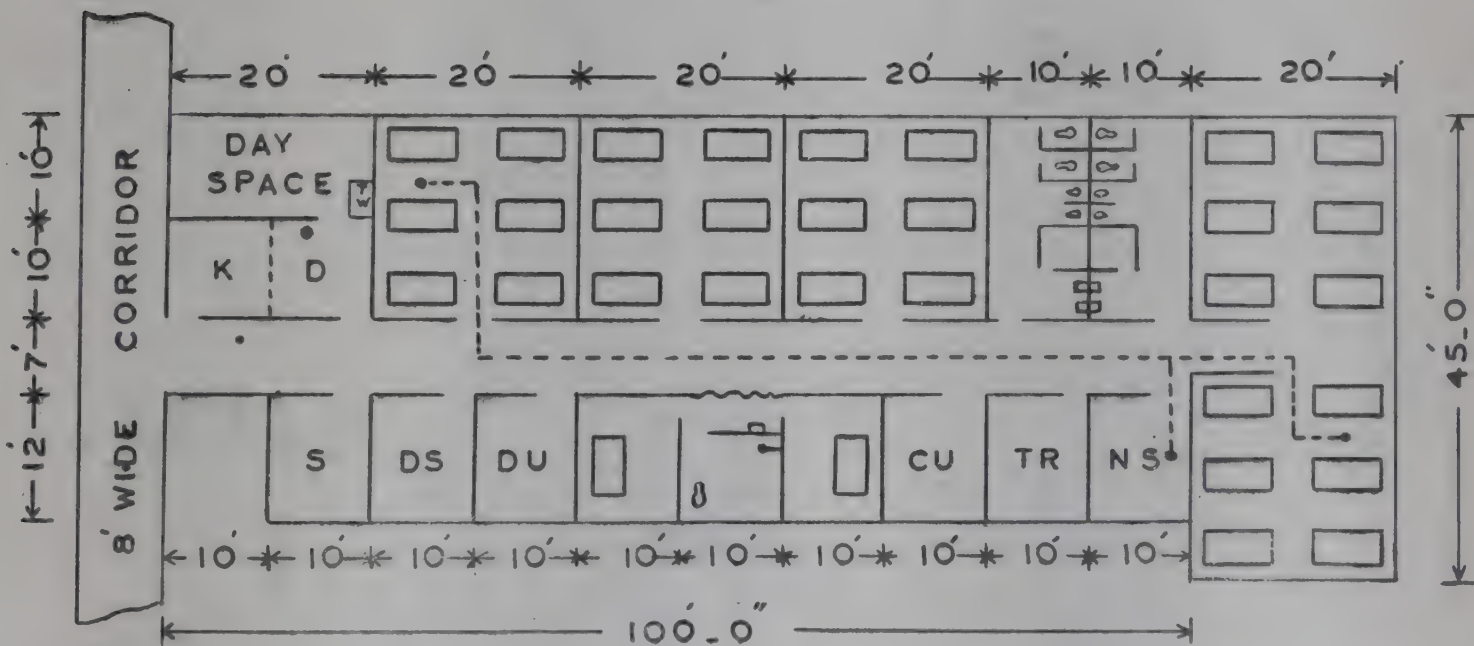 20' 20' 20' 20' 10' 10' 20'
12' 7' 10' 10'
8' WIDE CORRIDOR
DAY
SPACE
K D
45'.0"
S DS DU CU TR NS
10' 10' 10' 10' 10' 10' 10' 10' 10' 10'
100'.0"